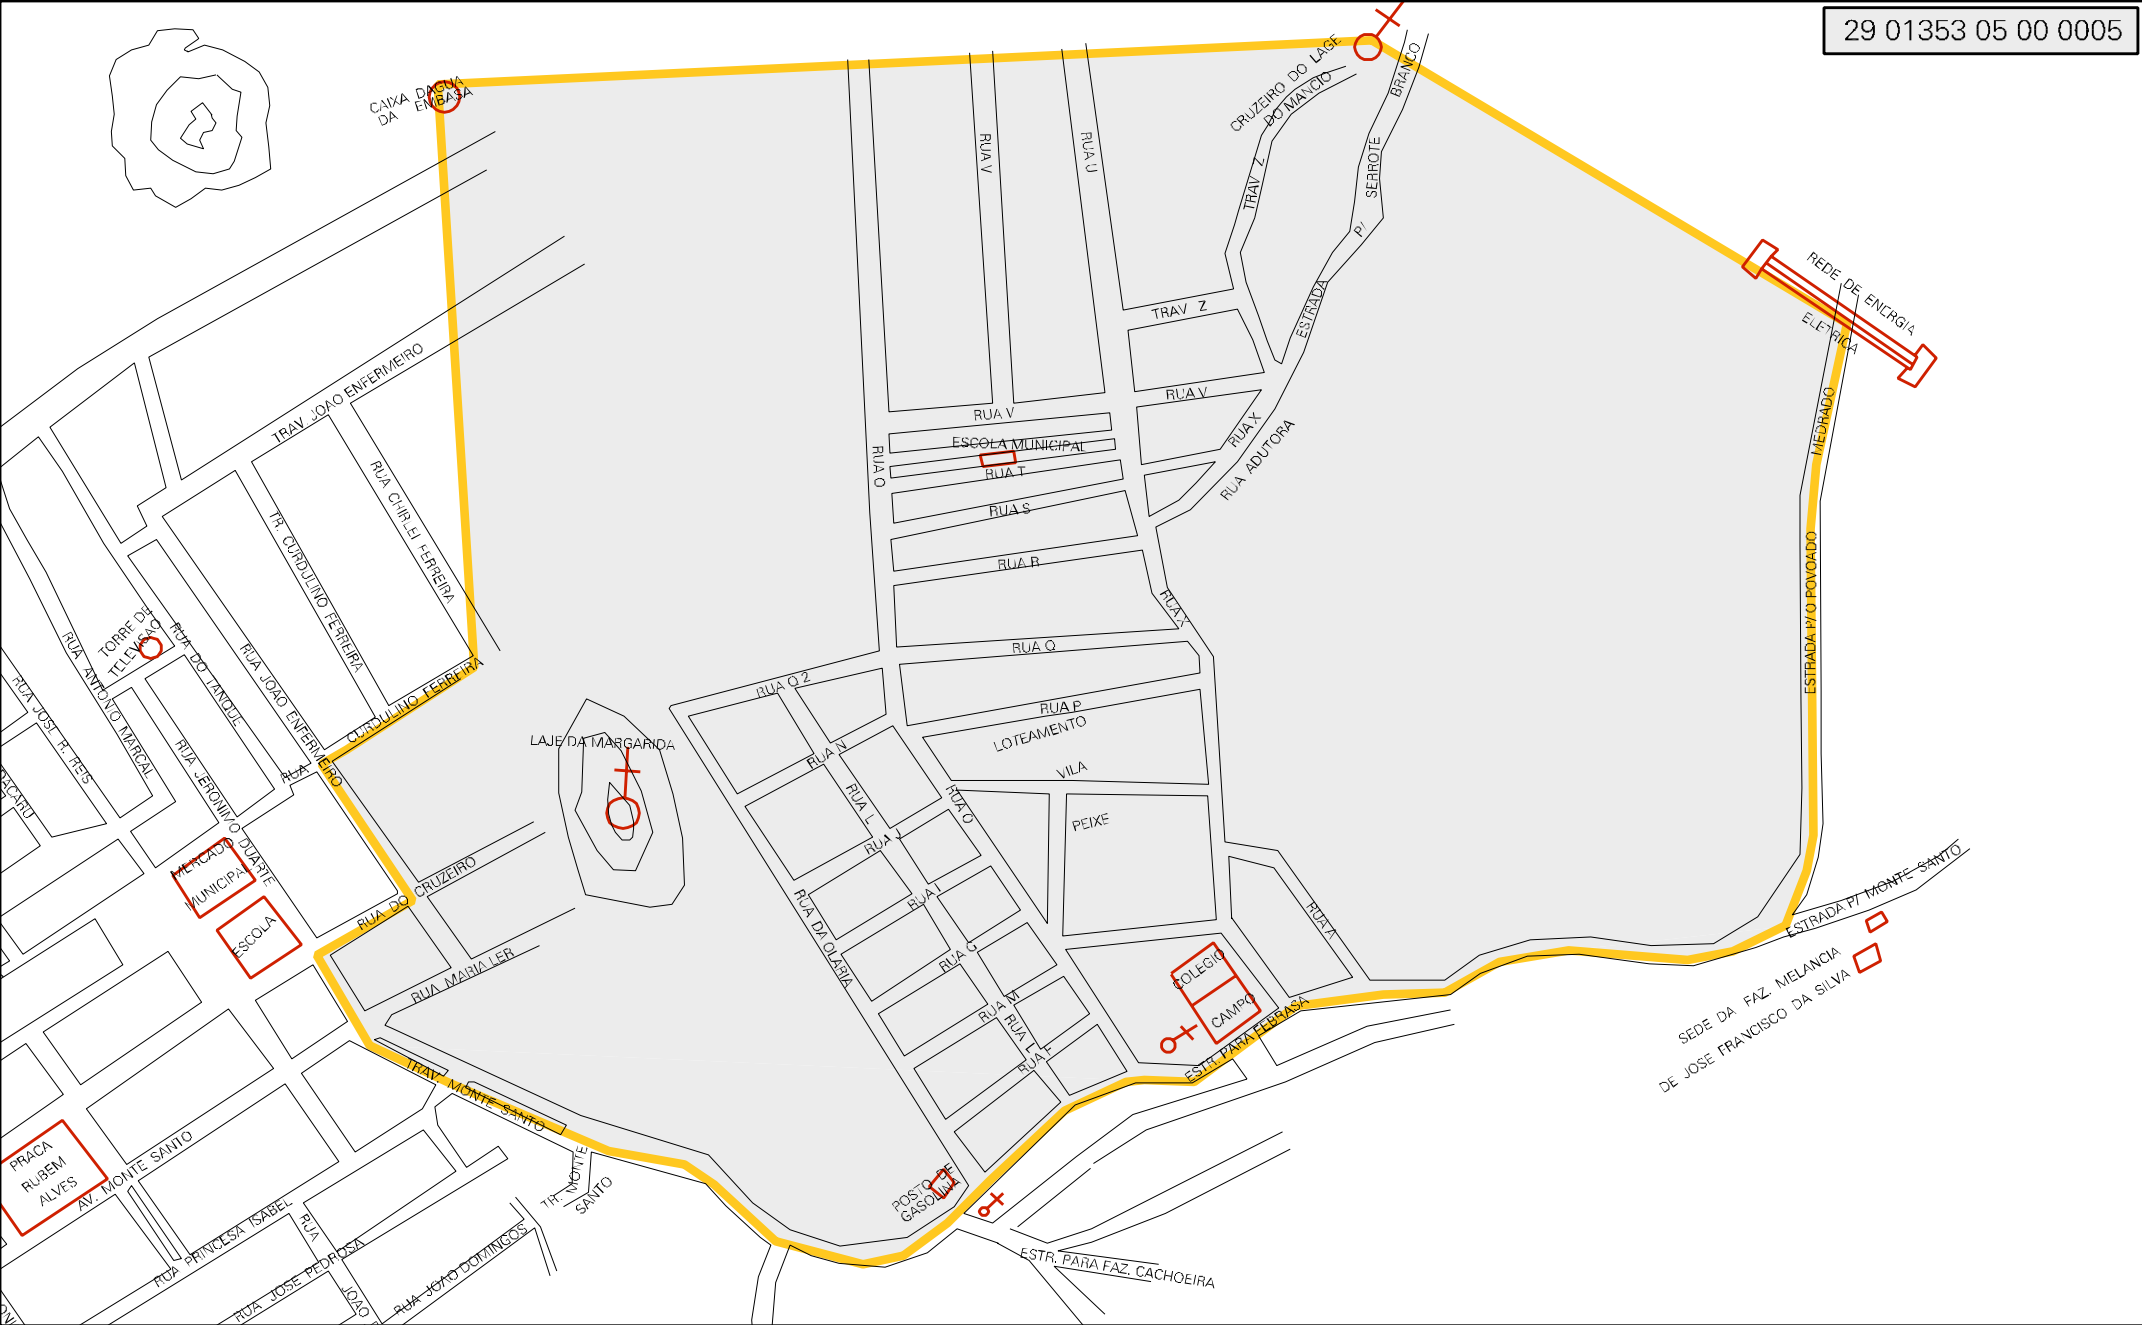 29 01353 05 00 0005
CAIXA DAGUA
DA EMBASA
CRUZEIRO DO LAGE
DO MANCIO
BRANCO
SERROTE
P/
ESTRADA
TRAV Z
RUA V
RUA U
TRAV Z
RUA V
RUA V
REDE DE ENERGIA
ELETRICA
MEDRADO
ESTRADA P/ O POVOADO
TRAV. JOAO ENFERMEIRO
RUA CHIRLEI FERREIRA
TR. CURDULINO FERREIRA
RUA O
ESCOLA MUNICIPAL
RUA T
RUA S
RUA R
RUA X
RUA ADUTORA
RUA X
RUA Q
RUA Q 2
RUA P
LOTEAMENTO
VILA
PEIXE
TORRE DE
TELEVISAO
RUA DO TANQUE
RUA JOAO ENFERMEIRO
RUA ANTONIO MARCAL
RUA JOSE R. REIS
RUA JERONIMO DUARTE
RUA CURDULINO FERREIRA
LAJE DA MARGARIDA
RUA N
RUA L
RUA J
RUA I
RUA G
RUA M
RUA L
RUA F
RUA O
RUA DA OLARIA
RUA A
MERCADO
MUNICIPAL
ESCOLA
RUA DO CRUZEIRO
RUA MARIA LER
COLEGIO
CAMPO
ESTR. PARA FEBRASA
ESTRADA P/ MONTE SANTO
SEDE DA FAZ. MELANCIA
DE JOSE FRANCISCO DA SILVA
TRAV. MONTE SANTO
TR. MONTE
SANTO
POSTO DE
GASOLINA
ESTR. PARA FAZ. CACHOEIRA
PRACA
RUBEM
ALVES
AV. MONTE SANTO
RUA PRINCESA ISABEL
RUA JOSE PEDROSA
RUA
JOAO
RUA JOAO DOMINGOS